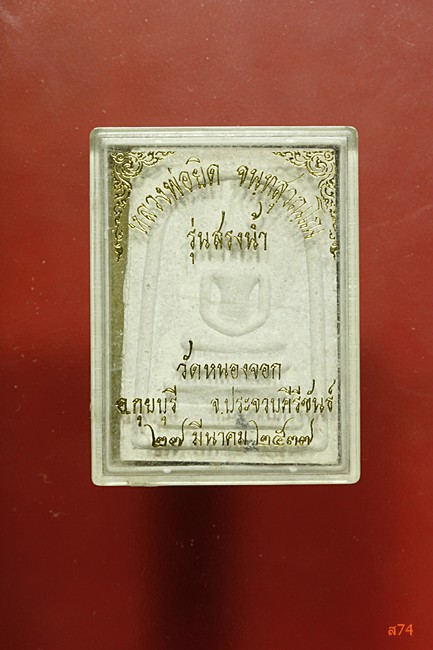 หลวงพ่อยิด จนฺทสุวณฺโณ
รุ่นสรงน้ำ
วัดหนองจอก
อ.กุยบุรี จ.ประจวบคีรีขันธ์
๒๗ มีนาคม ๒๕๓๗
ส74